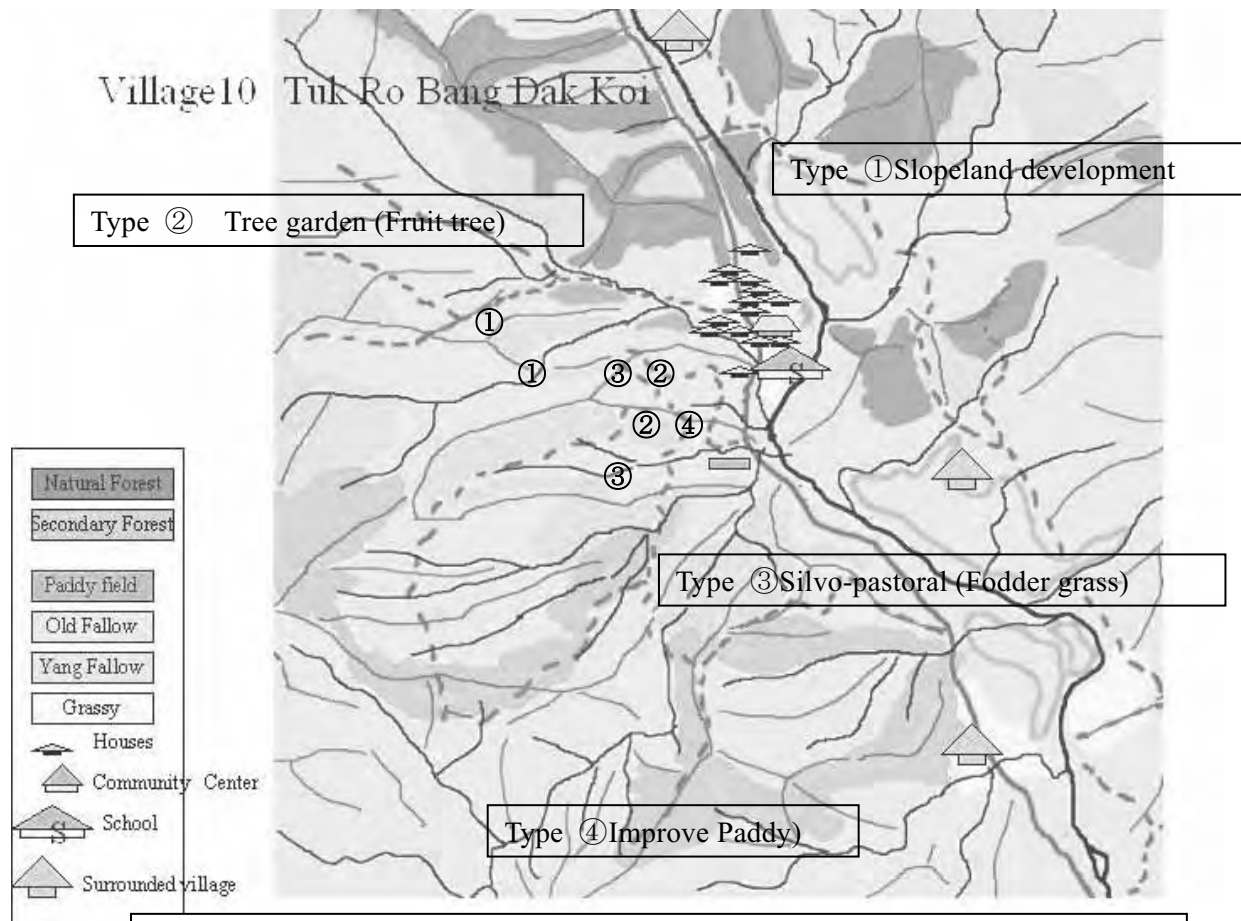 Village10 Tuk Ro Bang Dak Koi
Type ①Slopeland development
Type ② Tree garden (Fruit tree)
①
①
③
②
②
④
③
S
Type ③Silvo-pastoral (Fodder grass)
Type ④Improve Paddy)
Natural Forest
Secondary Forest
Paddy field
Old Fallow
Yang Fallow
Grassy
Houses
Community Center
S
School
Surrounded village